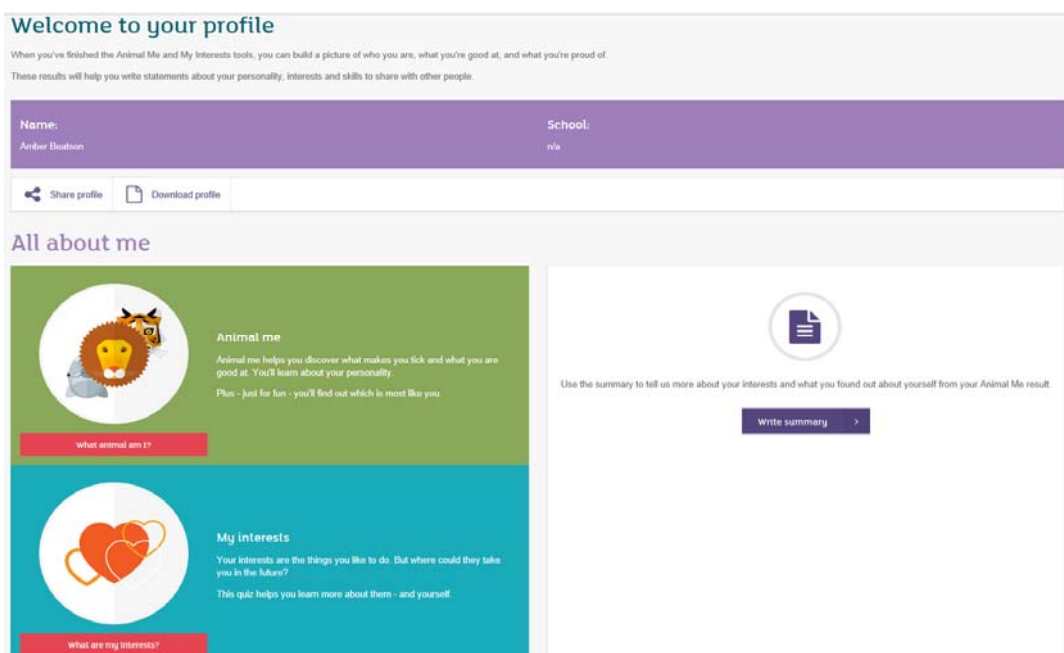 Welcome to your profile
When you've finished the Animal Me and My Interests tools, you can build a picture of who you are, what you're good at, and what you're proud of.
These results will help you write statements about your personality, interests and skills to share with other people.
Name:
Amber Beatson
School:
n/a
Share profile
Download profile
All about me
Animal me
Animal me helps you discover what makes you tick and what you are
good at. You'll learn about your personality.
Plus - just for fun - you'll find out which is most like you.
What animal am I?
My interests
Your interests are the things you like to do. But where could they take
you in the future?
This quiz helps you learn more about them - and yourself.
What are my interests?
Use the summary to tell us more about your interests and what you found out about yourself from your Animal Me result.
Write summary